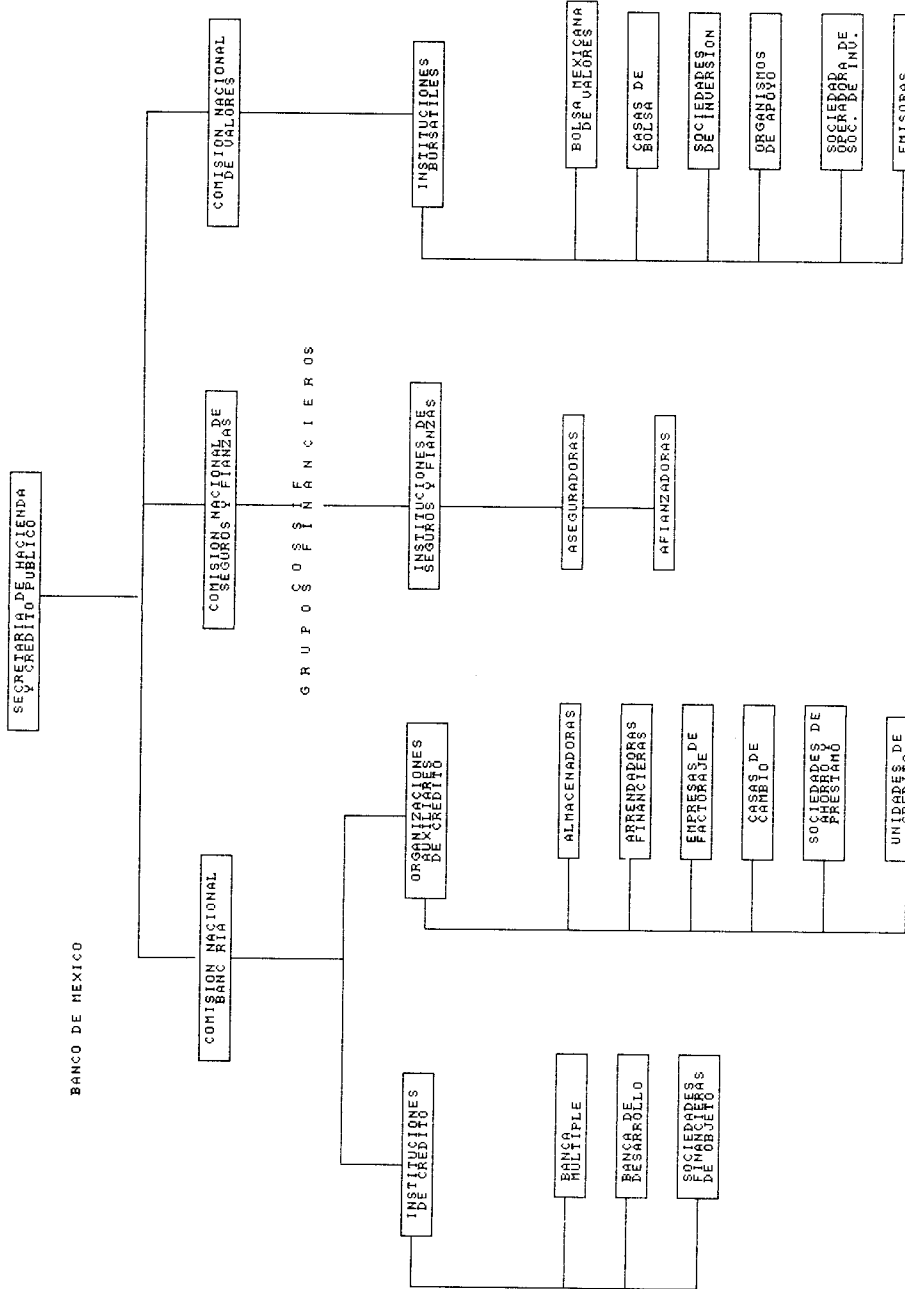 SECRETARIA DE HACIENDA
Y CREDITO PUBLICO
BANCO DE MEXICO
COMISION NACIONAL
BANC RIA
COMISION NACIONAL DE
SEGUROS Y FIANZAS
COMISION NACIONAL
DE VALORES
GRUPOS FINANCIEROS
INSTITUCIONES
DE CREDITO
ORGANIZACIONES
AUXILIARES
DE CREDITO
INSTITUCIONES DE
SEGUROS Y FIANZAS
INSTITUCIONES
BURSATILES
BANCA
MULTIPLE
BANCA DE
DESARROLLO
SOCIEDADES
FINANCIERAS
DE OBJETO
ALMACENADORAS
ARRENDADORAS
FINANCIERAS
EMPRESAS DE
FACTORAJE
CASAS DE
CAMBIO
SOCIEDADES DE
AHORRO Y
PRESTAMO
UNIDADES DE
ASEGURADORAS
AFIANZADORAS
BOLSA MEXICANA
DE VALORES
CASAS DE
BOLSA
SOCIEDADES
DE INVERSION
ORGANISMOS
DE APOYO
SOCIEDAD
OPERADORA DE
SOC. DE INV.
EMISORAS